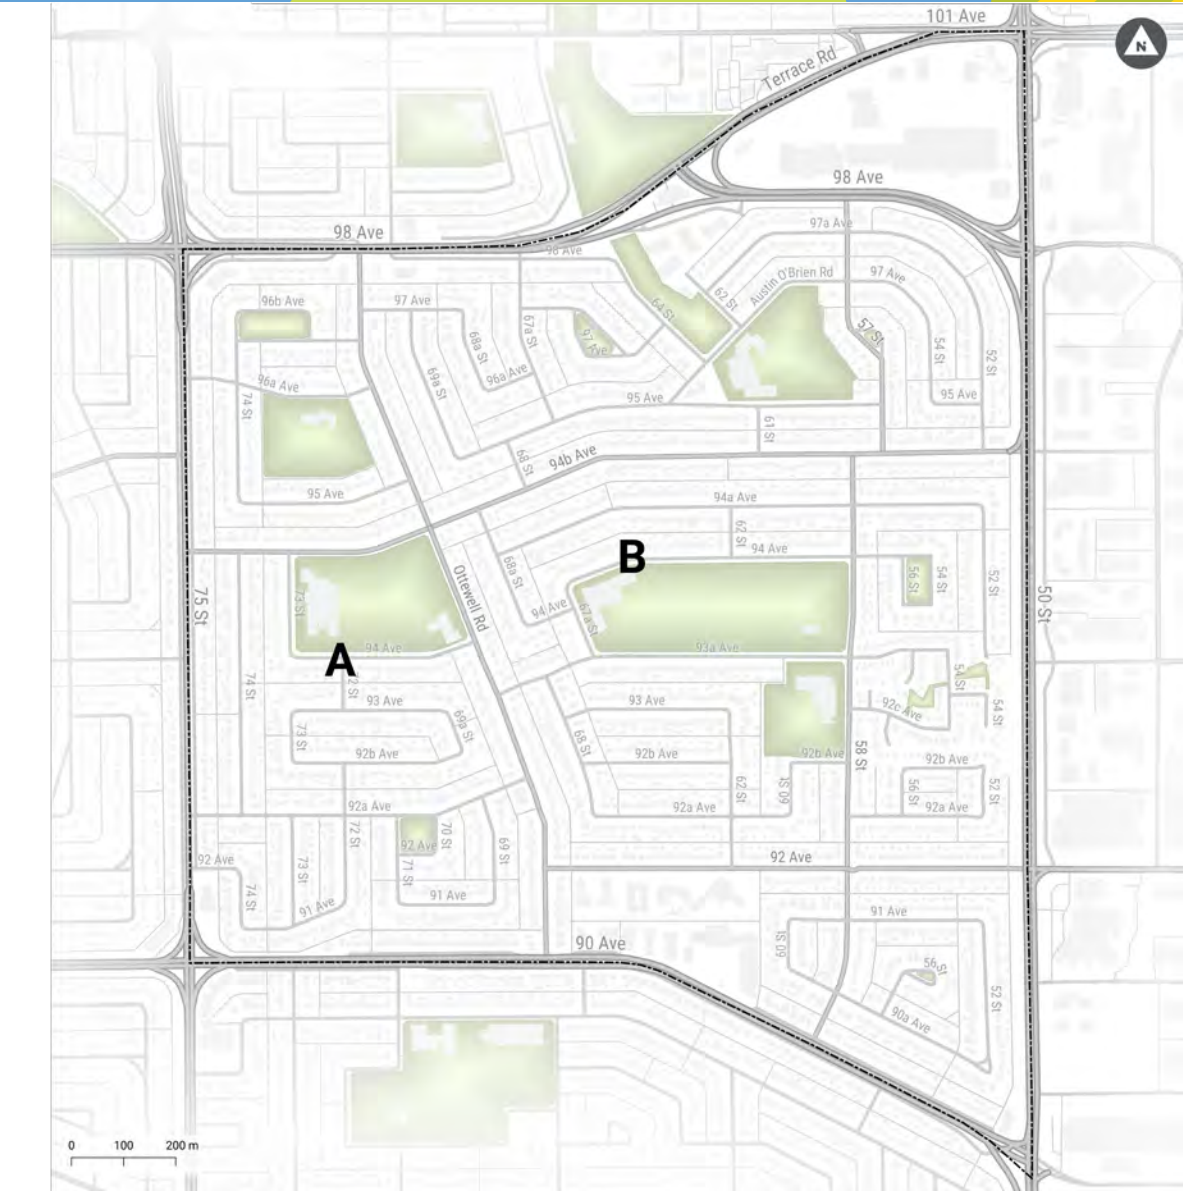 101 Ave
N
Terrace Rd
98 Ave
97a Ave
98 Ave
98 Ave
Austin O'Brien Rd
97 Ave
62 St
96b Ave
97 Ave
64 St
67a St
97 Ave
57 St
68a St
54 St
52 St
96a Ave
96a Ave
69a St
74 St
95 Ave
95 Ave
61 St
94b Ave
68 St
95 Ave
94a Ave
62 St
B
94 Ave
68a St
Ottewell Rd
56 St
54 St
52 St
75 St
73 St
50 St
94 Ave
67a St
94 Ave
93a Ave
A
72 St
74 St
93 Ave
93 Ave
54 St
92c Ave
54 St
69a St
73 St
68 St
92b Ave
92b Ave
92b Ave
58 St
92b Ave
62 St
60 St
56 St
52 St
92a Ave
92a Ave
92a Ave
72 St
92 Ave
70 St
69 St
92 Ave
92 Ave
73 St
71 St
74 St
91 Ave
91 Ave
91 Ave
90 Ave
60 St
56 St
52 St
90a Ave
0 100 200 m